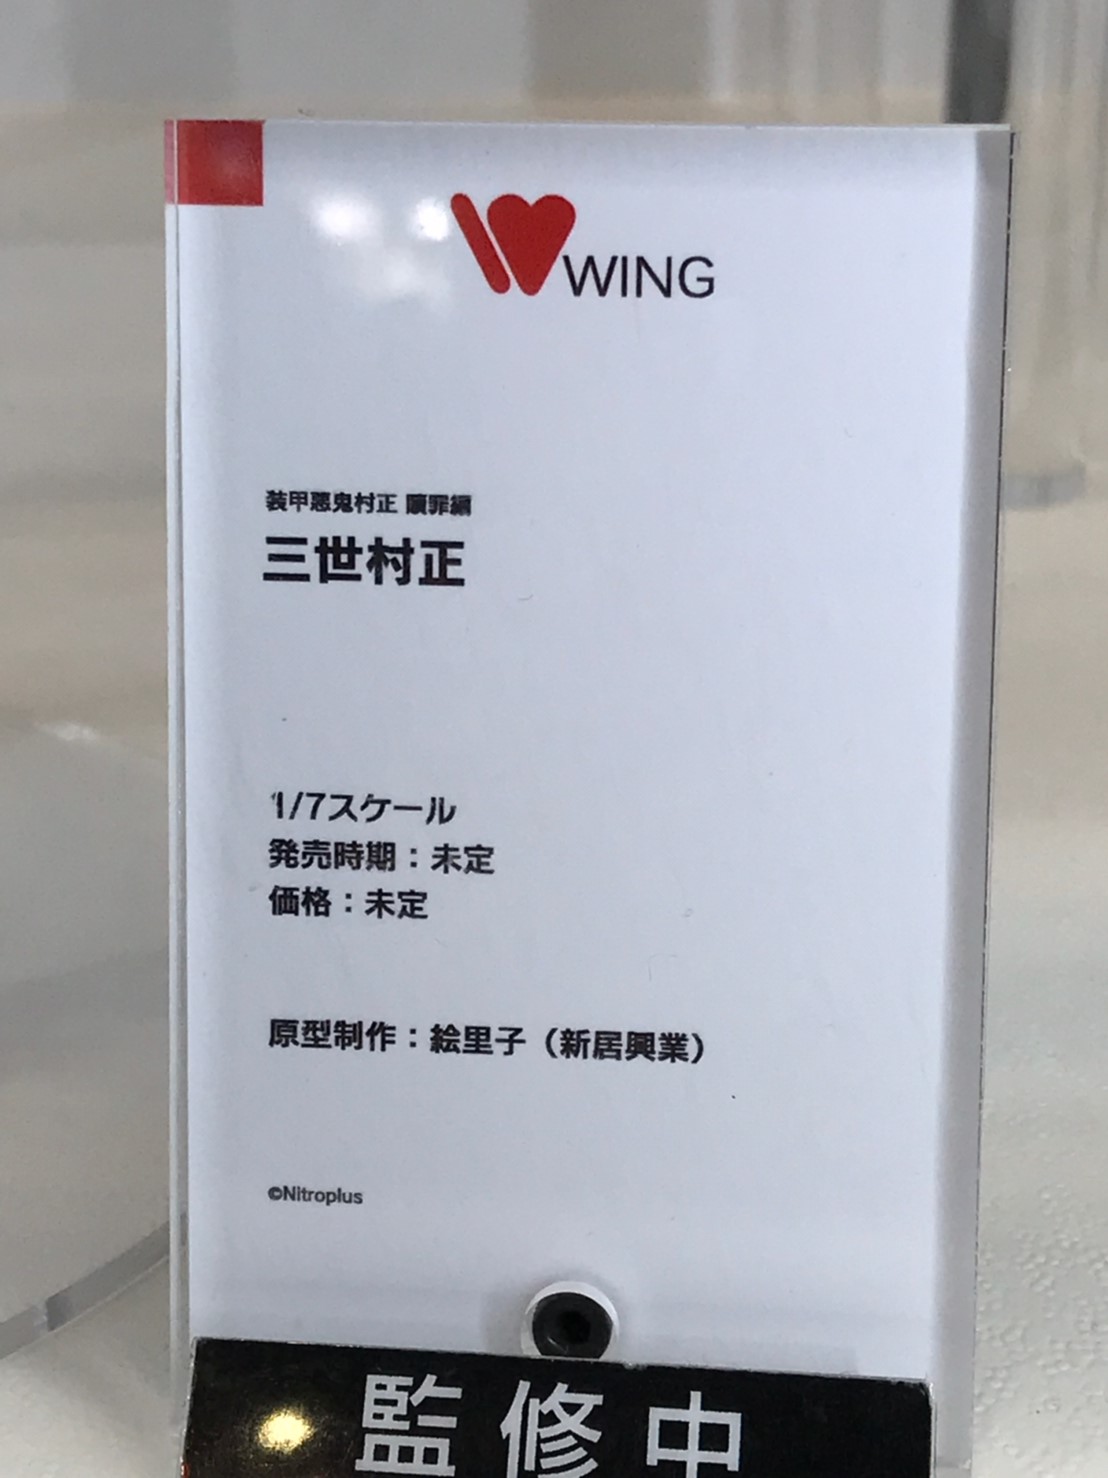 WING
装甲悪鬼村正 贖罪編
三世村正
1/7スケール
発売時期：未定
価格：未定
原型制作：絵里子（新居興業）
©Nitroplus
監修中